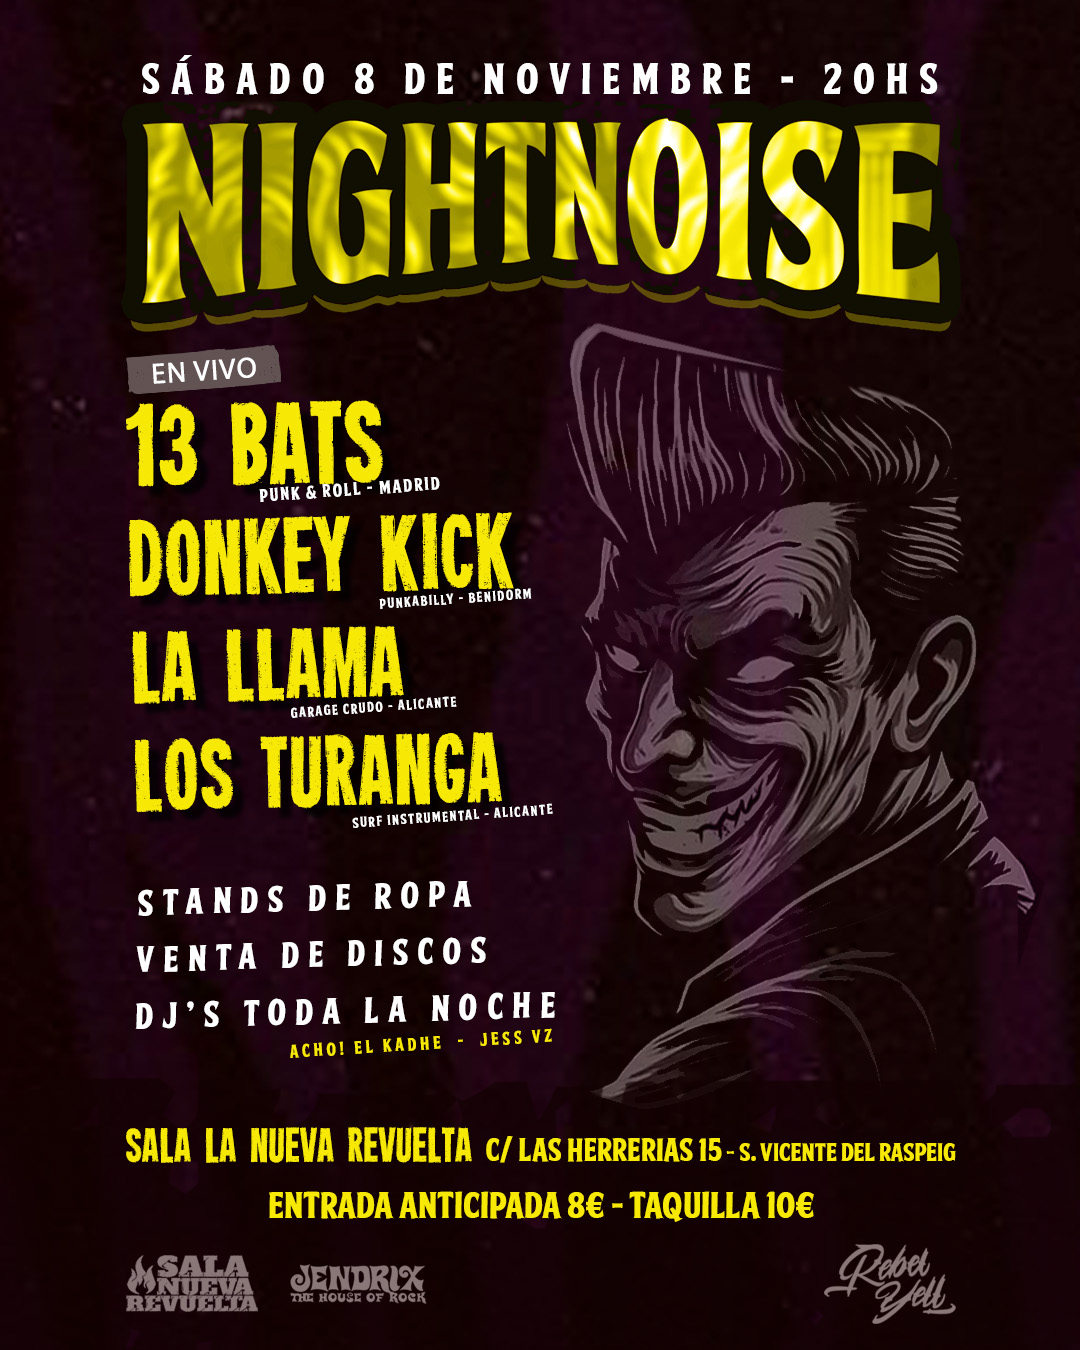 SÁBADO 8 DE NOVIEMBRE - 20HS
NIGHTNOISE
EN VIVO
13 BATS
PUNK & ROLL - MADRID
DONKEY KICK
PUNKABILLY - BENIDORM
LA LLAMA
GARAGE CRUDO - ALICANTE
LOS TURANGA
SURF INSTRUMENTAL - ALICANTE
STANDS DE ROPA
VENTA DE DISCOS
DJ'S TODA LA NOCHE
ACHO! EL KADHE - JESS VZ
SALA LA NUEVA REVUELTA C/ LAS HERRERIAS 15 - S. VICENTE DEL RASPEIG
ENTRADA ANTICIPADA 8€ - TAQUILLA 10€
SALA
NUEVA
REVUELTA
JENDRIX
THE HOUSE OF ROCK
Rebel
Yell